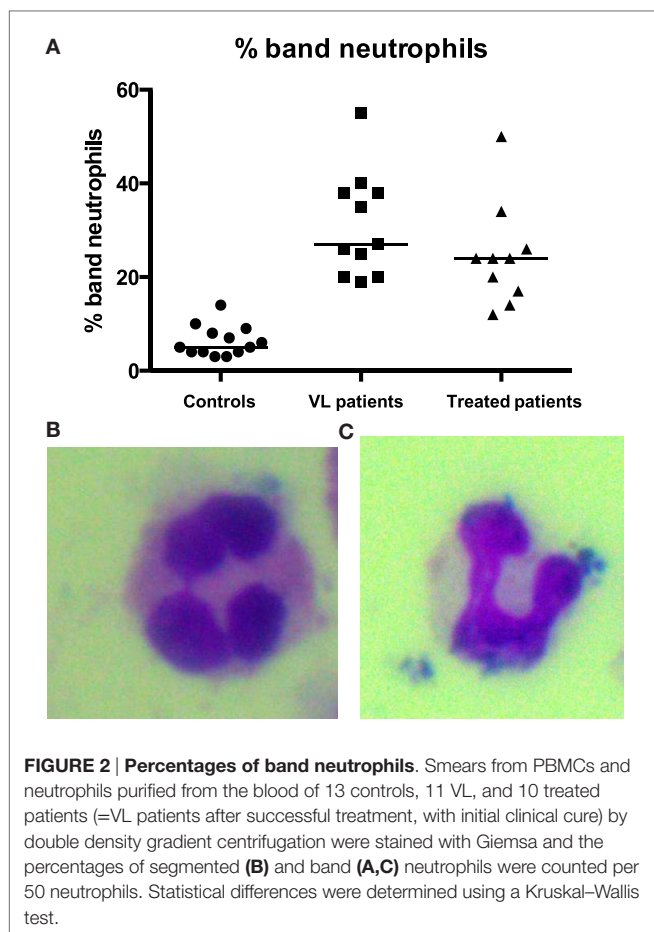 A
% band neutrophils
% band neutrophils
60
40
20
0
Controls
VL patients
Treated patients
B
C
FIGURE 2 | Percentages of band neutrophils. Smears from PBMCs and
neutrophils purified from the blood of 13 controls, 11 VL, and 10 treated
patients (=VL patients after successful treatment, with initial clinical cure) by
double density gradient centrifugation were stained with Giemsa and the
percentages of segmented (B) and band (A,C) neutrophils were counted per
50 neutrophils. Statistical differences were determined using a Kruskal–Wallis
test.